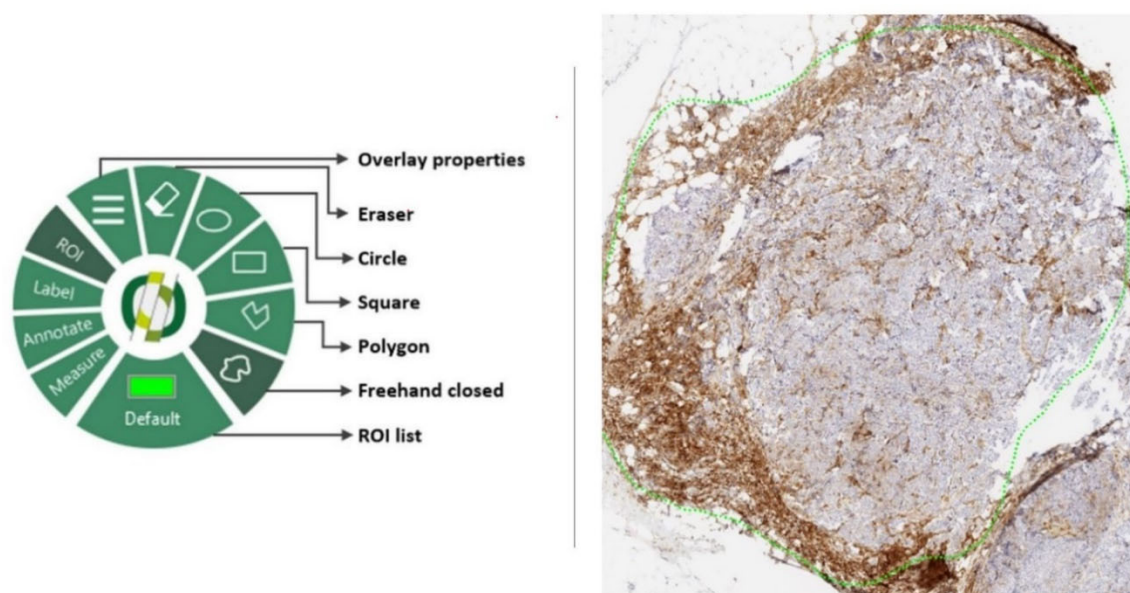 Overlay properties
Eraser
Circle
Square
Polygon
Freehand closed
ROI list
ROI
Label
Annotate
Measure
Default